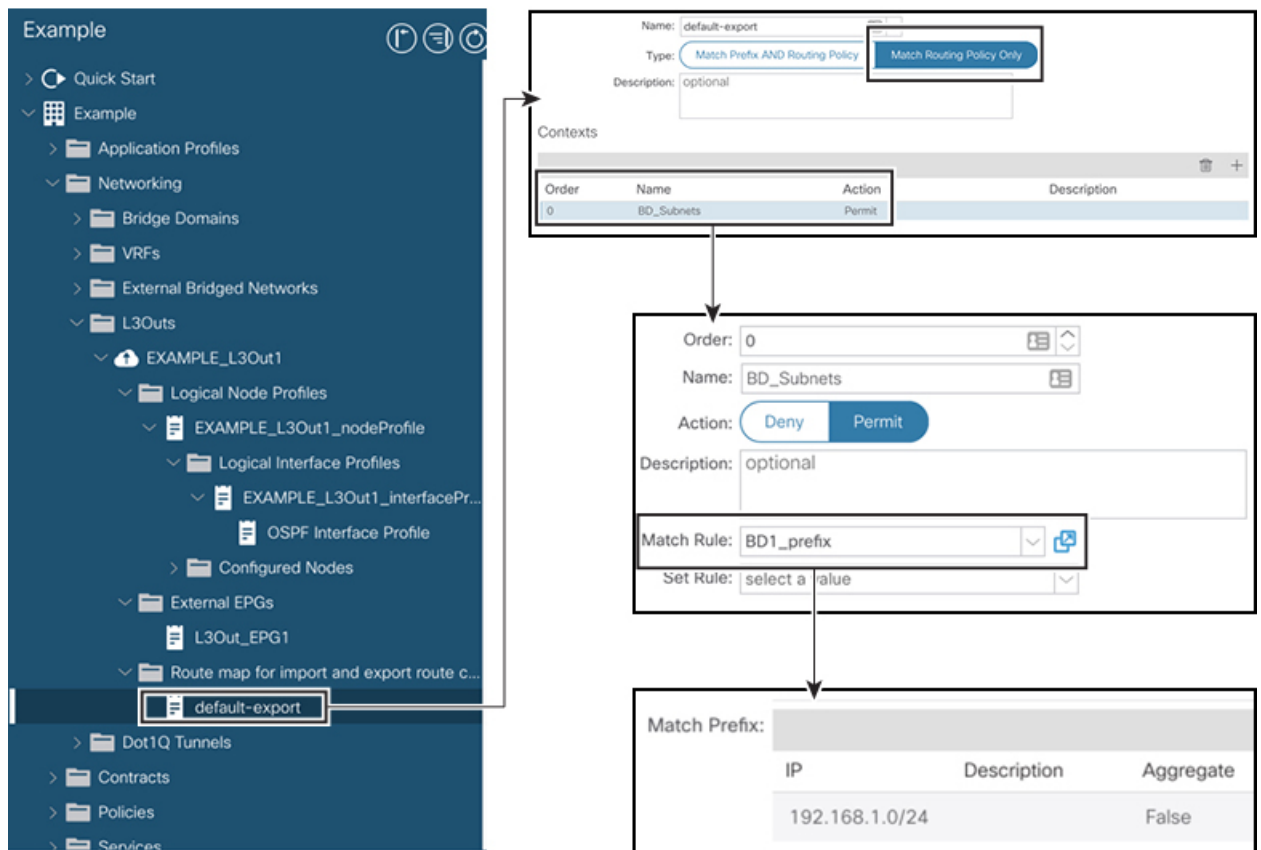 Example
Quick Start
Example
Application Profiles
Networking
Bridge Domains
VRFs
External Bridged Networks
L3Outs
EXAMPLE_L3Out1
Logical Node Profiles
EXAMPLE_L3Out1_nodeProfile
Logical Interface Profiles
EXAMPLE_L3Out1_interfacePr...
OSPF Interface Profile
Configured Nodes
External EPGs
L3Out_EPG1
Route map for import and export route c...
default-export
Dot1Q Tunnels
Contracts
Policies
Services
Name: default-export
Type: Match Prefix AND Routing Policy Match Routing Policy Only
Description: optional
Contexts
Order Name Action Description
0 BD_Subnets Permit
Order: 0
Name: BD_Subnets
Action: Deny Permit
Description: optional
Match Rule: BD1_prefix
Set Rule: select a value
Match Prefix:
IP Description Aggregate
192.168.1.0/24 False